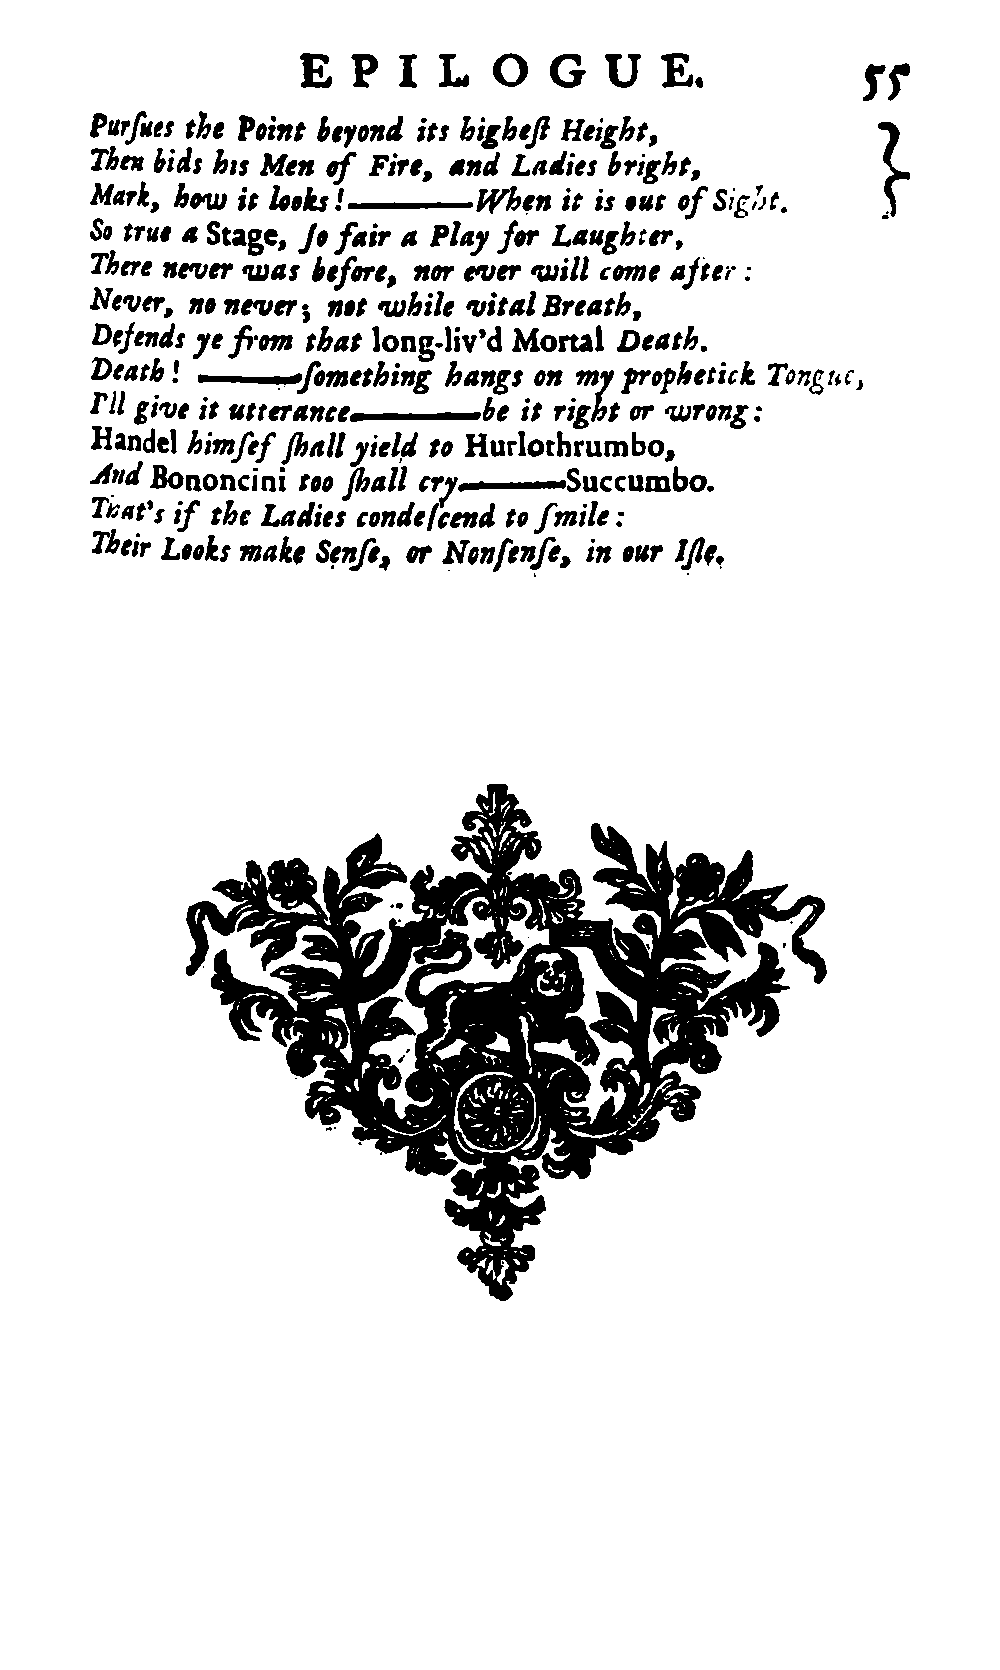 EPILOGUE. 55
Purſues the Point beyond its higheſt Height,
Then bids his Men of Fire, and Ladies bright,
Mark, how it looks!———When it is out of Sight.
So true a Stage, ſo fair a Play for Laughter,
There never was before, nor ever will come after:
Never, no never; not while vital Breath,
Defends ye from that long-liv'd Mortal Death.
Death! ———ſomething hangs on my prophetick Tongue,
I'll give it utterance———be it right or wrong:
Handel himſef ſhall yield to Hurlothrumbo,
And Bononcini too ſhall cry———Succumbo.
That's if the Ladies condeſcend to ſmile:
Their Looks make Senſe, or Nonſenſe, in our Iſle.